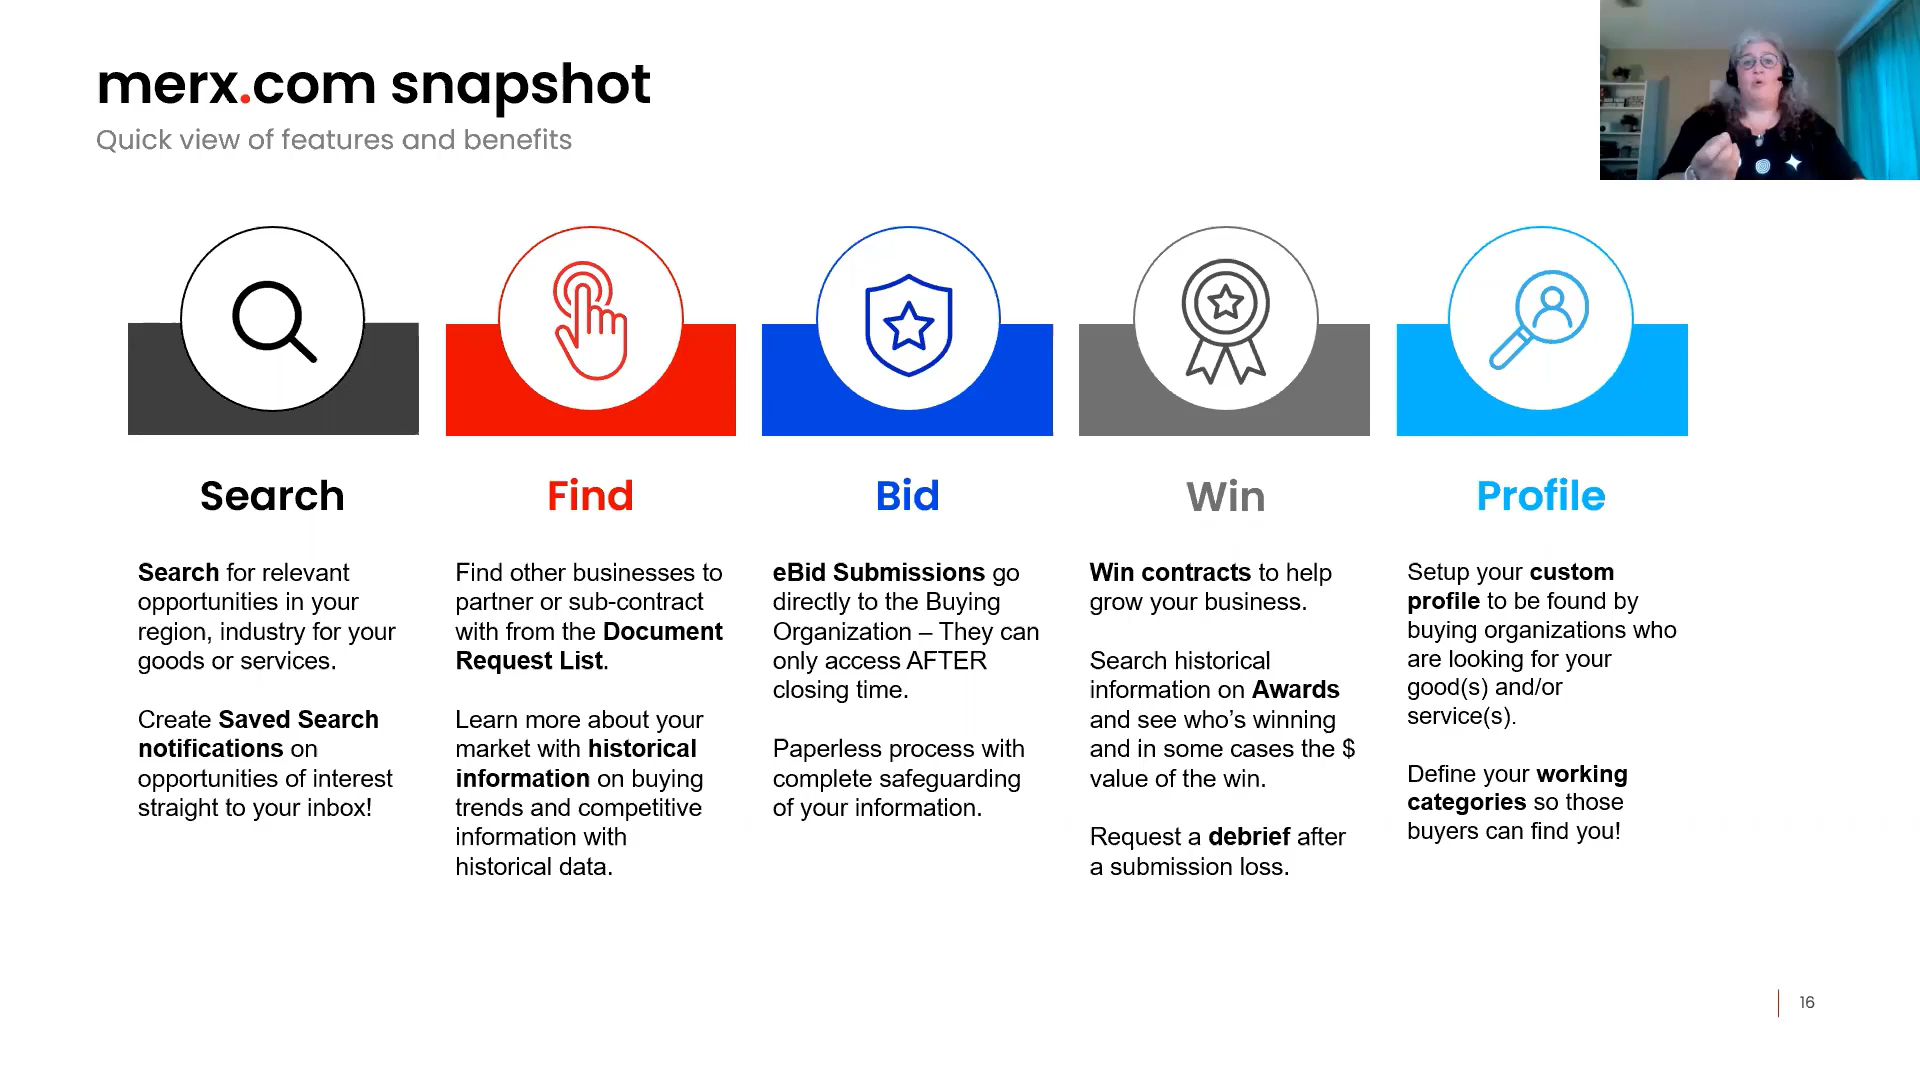 merx.com snapshot
Quick view of features and benefits
Search
Search for relevant
opportunities in your
region, industry for your
goods or services.
Create Saved Search
notifications on
opportunities of interest
straight to your inbox!
Find
Find other businesses to
partner or sub-contract
with from the Document
Request List.
Learn more about your
market with historical
information on buying
trends and competitive
information with
historical data.
Bid
eBid Submissions go
directly to the Buying
Organization – They can
only access AFTER
closing time.
Paperless process with
complete safeguarding
of your information.
Win
Win contracts to help
grow your business.
Search historical
information on Awards
and see who’s winning
and in some cases the $
value of the win.
Request a debrief after
a submission loss.
Profile
Setup your custom
profile to be found by
buying organizations who
are looking for your
good(s) and/or
service(s).
Define your working
categories so those
buyers can find you!
16